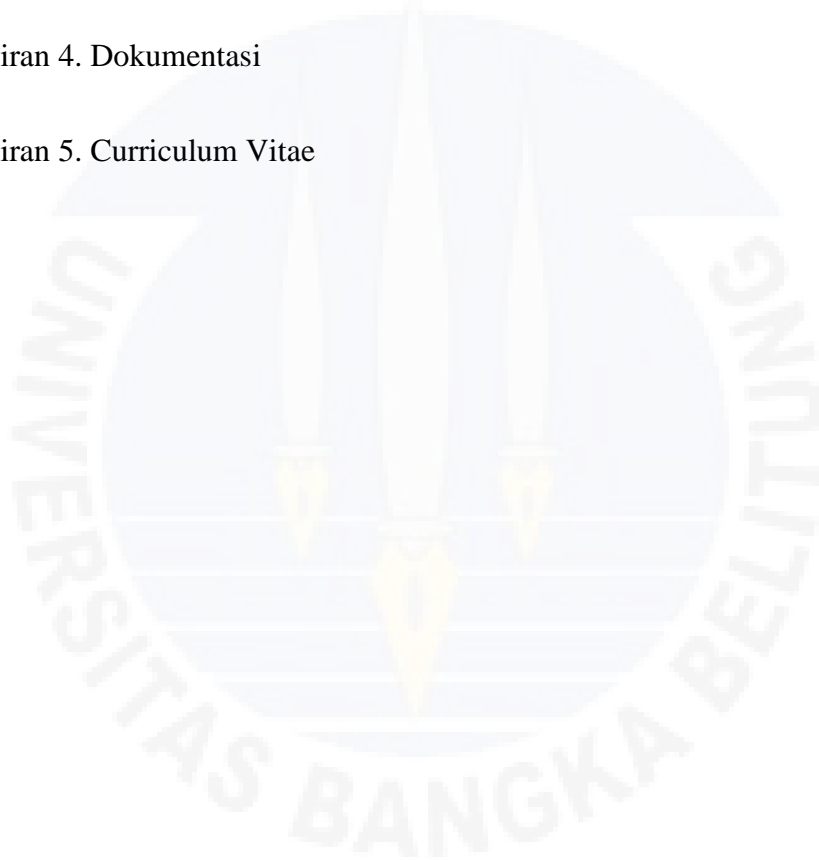 iran 4. Dokumentasi
iran 5. Curriculum Vitae
UNIVERSITAS BANGKA BELITUNG